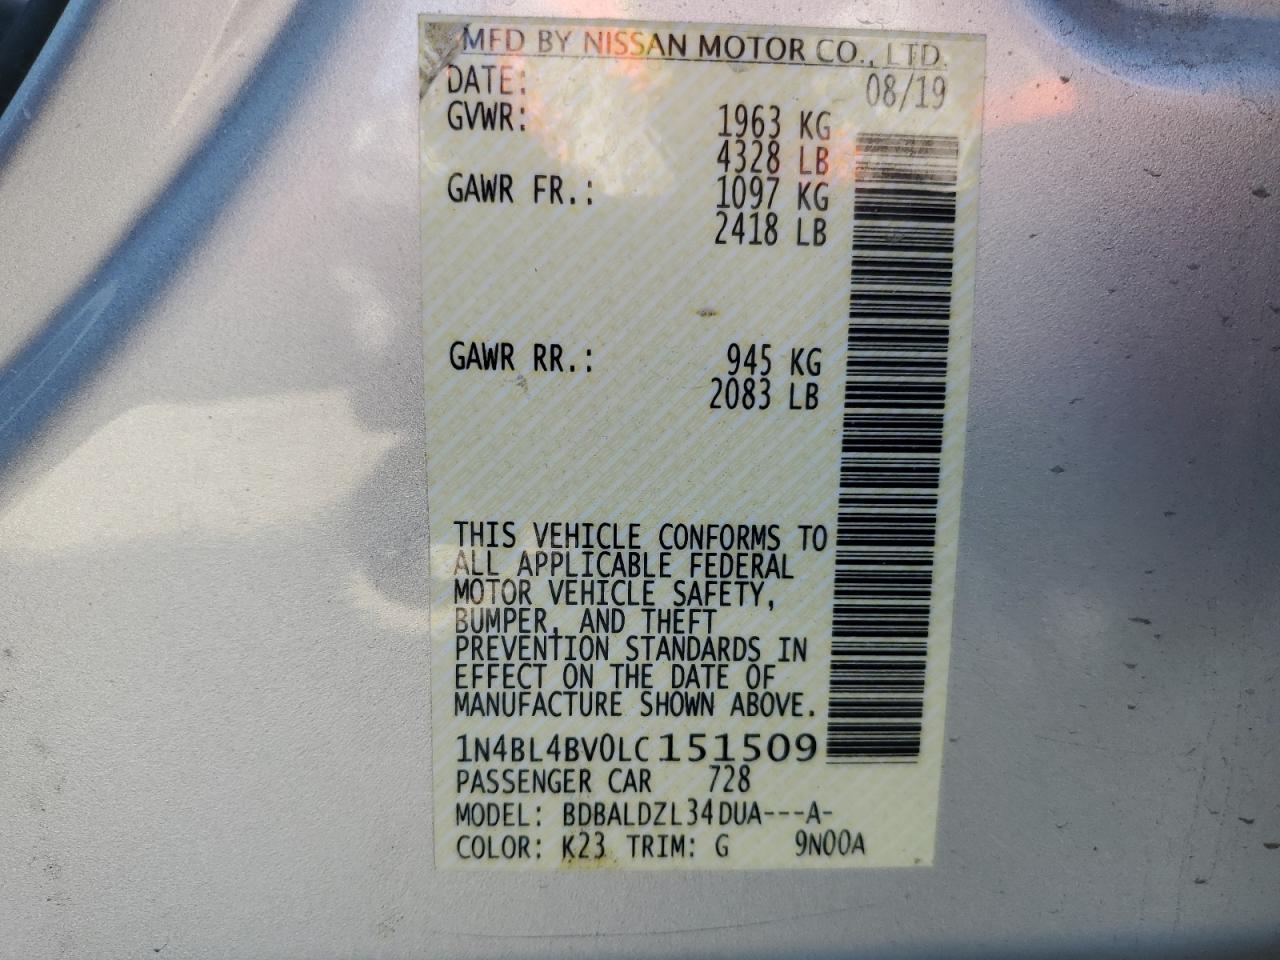 MFD BY NISSAN MOTOR CO., LTD.
DATE: 08/19
GVWR: 1963 KG
4328 LB
GAWR FR.: 1097 KG
2418 LB
GAWR RR.: 945 KG
2083 LB
THIS VEHICLE CONFORMS TO
ALL APPLICABLE FEDERAL
MOTOR VEHICLE SAFETY,
BUMPER, AND THEFT
PREVENTION STANDARDS IN
EFFECT ON THE DATE OF
MANUFACTURE SHOWN ABOVE.
1N4BL4BV0LC151509
PASSENGER CAR 728
MODEL: BDBALDZL34DUA---A-
COLOR: K23 TRIM: G 9N00A